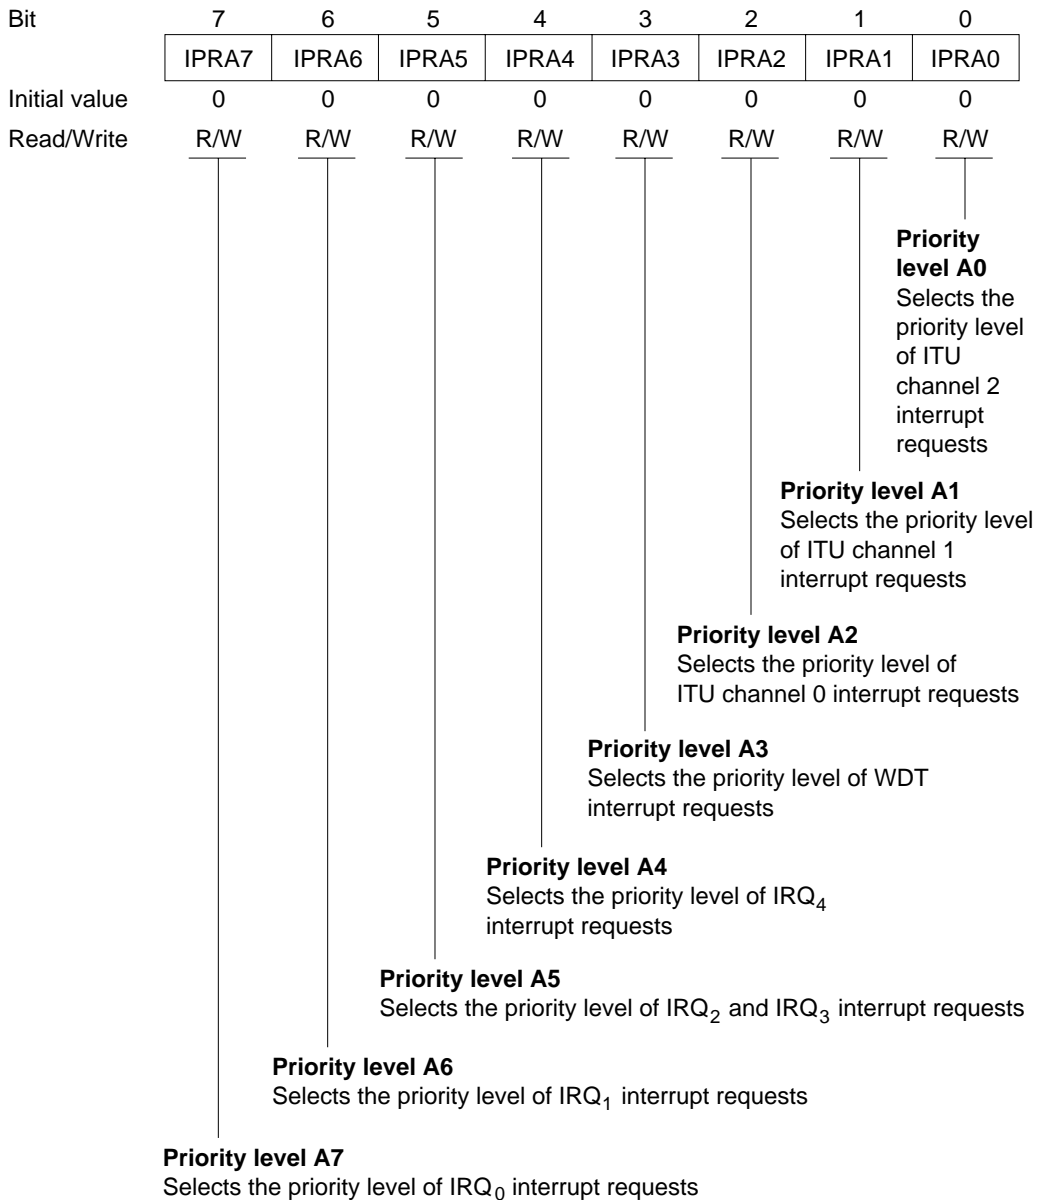 Bit 7 6 5 4 3 2 1 0
IPRA7 IPRA6 IPRA5 IPRA4 IPRA3 IPRA2 IPRA1 IPRA0
Initial value 0 0 0 0 0 0 0 0
Read/Write R/W R/W R/W R/W R/W R/W R/W R/W
Priority
level A0
Selects the
priority level
of ITU
channel 2
interrupt
requests
Priority level A1
Selects the priority level
of ITU channel 1
interrupt requests
Priority level A2
Selects the priority level of
ITU channel 0 interrupt requests
Priority level A3
Selects the priority level of WDT
interrupt requests
Priority level A4
Selects the priority level of IRQ₄
interrupt requests
Priority level A5
Selects the priority level of IRQ₂ and IRQ₃ interrupt requests
Priority level A6
Selects the priority level of IRQ₁ interrupt requests
Priority level A7
Selects the priority level of IRQ₀ interrupt requests